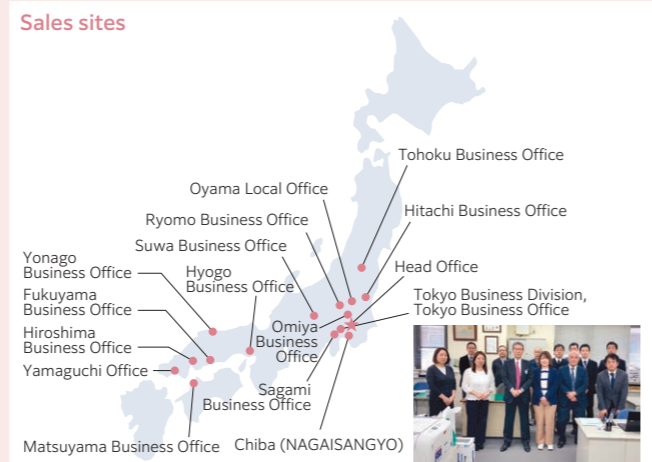 Sales sites
Tohoku Business Office
Oyama Local Office
Hitachi Business Office
Ryomo Business Office
Suwa Business Office
Head Office
Yonago
Business Office
Hyogo
Business Office
Tokyo Business Division,
Tokyo Business Office
Fukuyama
Business Office
Omiya
Business
Office
Hiroshima
Business Office
Yamaguchi Office
Sagami
Business Office
Matsuyama Business Office
Chiba (NAGAISANGYO)